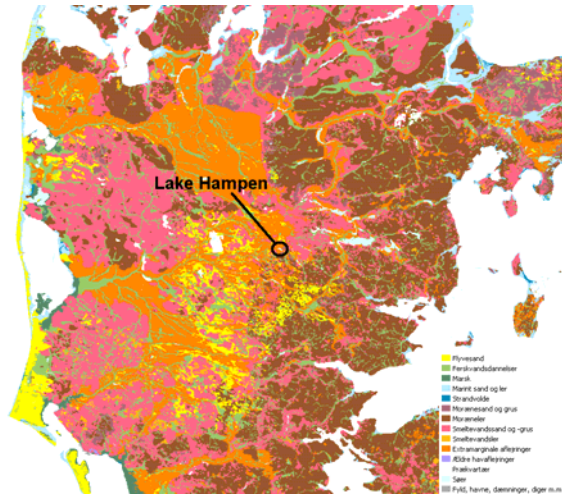 Lake Hampen
Flyvesand
Ferskvandsdannelser
Marsk
Marint sand og ler
Strandvolde
Morænesand og grus
Moræneler
Smeltevandssand og -grus
Smeltevandsler
Extramarginale aflejringer
Ældre havaflejringer
Prækvartær
Søer
Fyld, havne, dæmninger, diger m.m